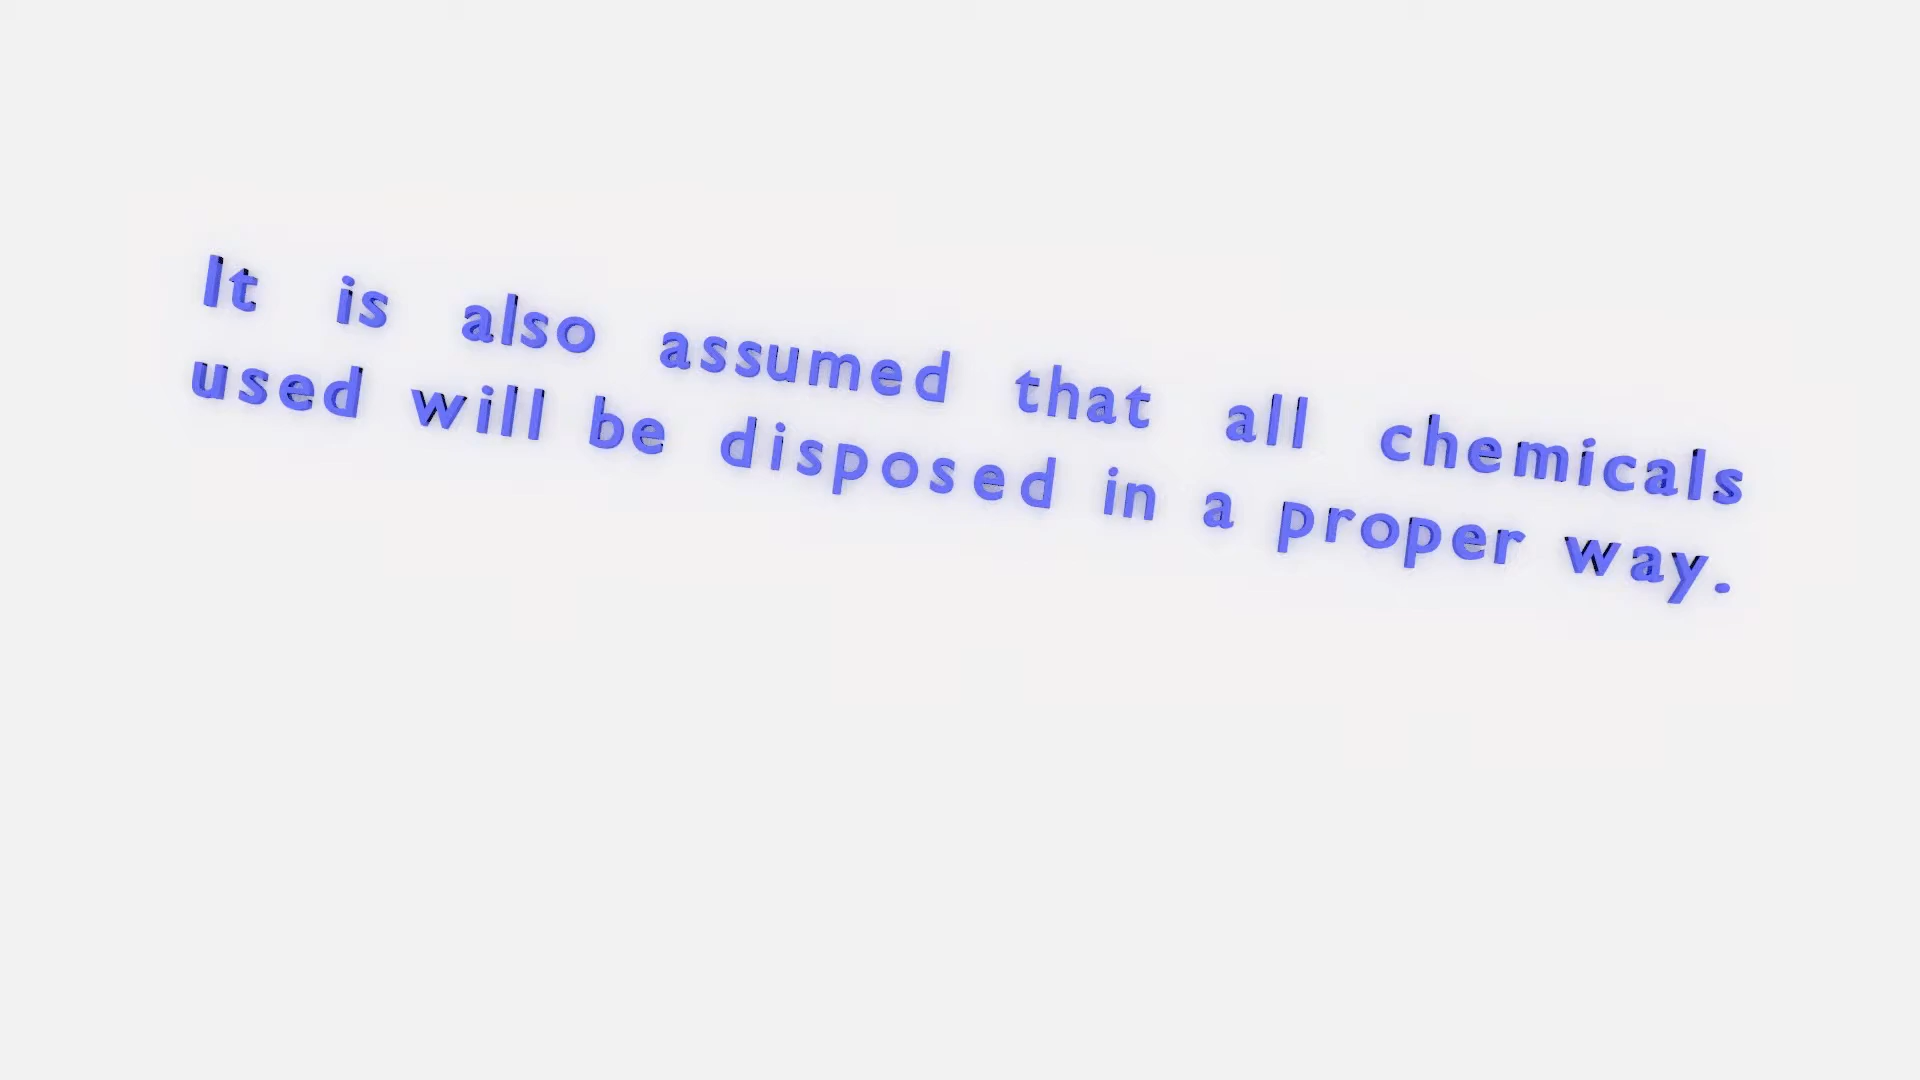 It is also assumed that all chemicals
used will be disposed in a proper way.